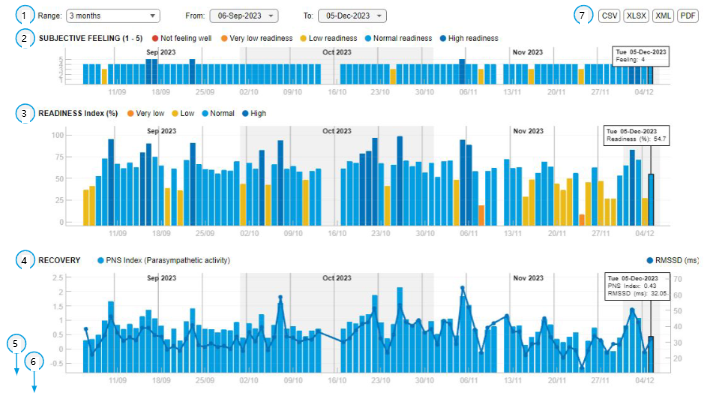 1 Range: 3 months From: 06-Sep-2023 To: 05-Dec-2023 7 CSV XLSX XML PDF
2 SUBJECTIVE FEELING (1 - 5) Not feeling well Very low readiness Low readiness Normal readiness High readiness
Sep 2023 Oct 2023 Nov 2023
Tue 05-Dec-2023
Feeling: 4
5
4
3
2
1
11/09 18/09 25/09 02/10 09/10 16/10 23/10 30/10 06/11 13/11 20/11 27/11 04/12
3 READINESS Index (%) Very low Low Normal High
Sep 2023 Oct 2023 Nov 2023
Tue 05-Dec-2023
Readiness (%): 54.7
100
75
50
25
0
11/09 18/09 25/09 02/10 09/10 16/10 23/10 30/10 06/11 13/11 20/11 27/11 04/12
4 RECOVERY PNS Index (Parasympathetic activity) RMSSD (ms)
Sep 2023 Oct 2023 Nov 2023
Tue 05-Dec-2023
PNS Index: 0.43
RMSSD (ms): 32.05
2.5 70
2 60
1.5 50
1 40
0.5 30
0 20
-0.5
11/09 18/09 25/09 02/10 09/10 16/10 23/10 30/10 06/11 13/11 20/11 27/11 04/12
5
6